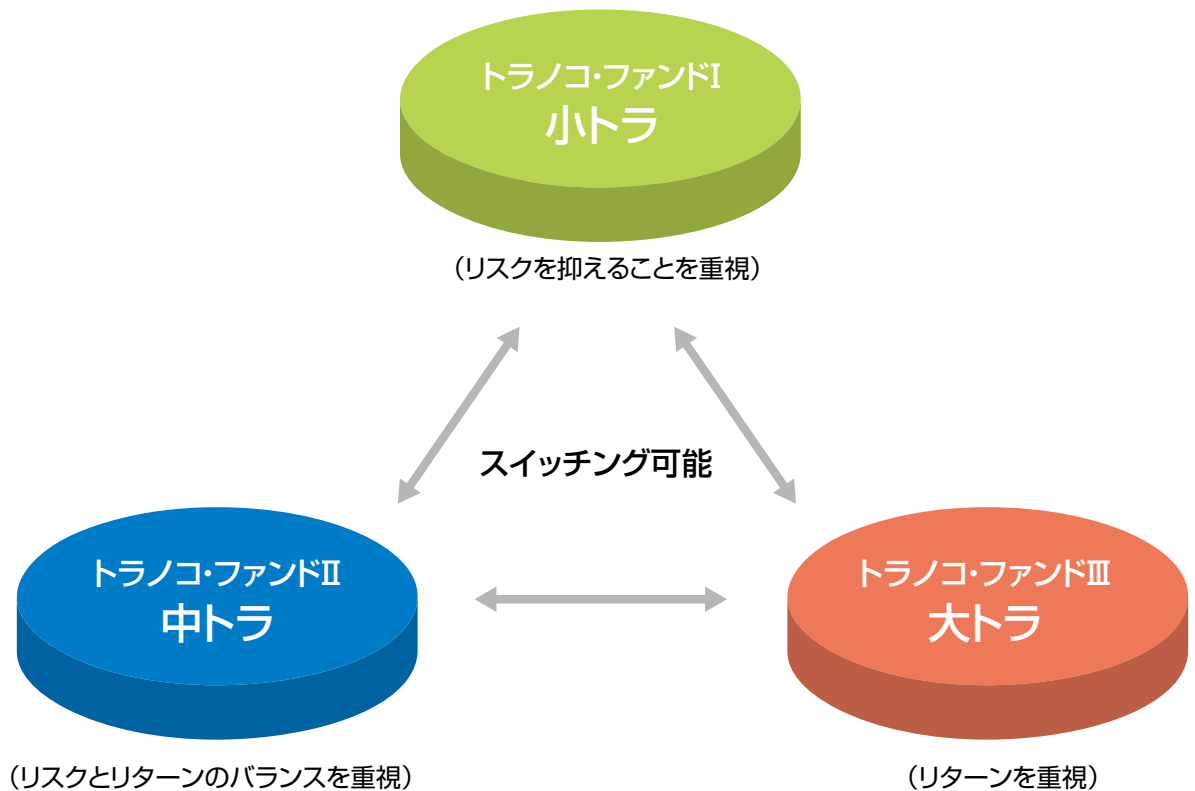 トラノコ・ファンドⅠ
小トラ
（リスクを抑えることを重視）
スイッチング可能
トラノコ・ファンドⅡ
中トラ
（リスクとリターンのバランスを重視）
トラノコ・ファンドⅢ
大トラ
（リターンを重視）